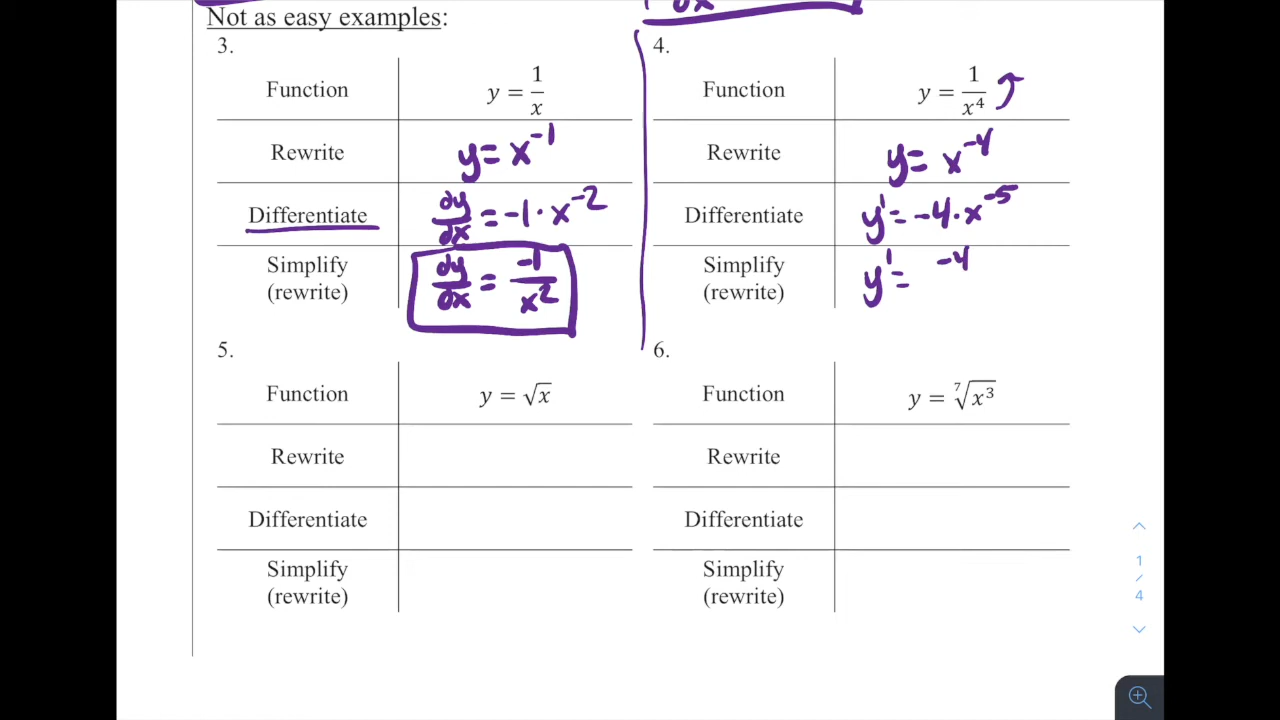 dx
Not as easy examples:
3.
Function y = 1/x
Rewrite y = x^-1
Differentiate dy/dx = -1 · x^-2
Simplify (rewrite) dy/dx = -1/x^2
4.
Function y = 1/x^4
Rewrite y = x^-4
Differentiate y' = -4 · x^-5
Simplify (rewrite) y' = -4
5.
Function y = √x
Rewrite
Differentiate
Simplify
(rewrite)
6.
Function y = ⁷√x^3
Rewrite
Differentiate
Simplify
(rewrite)
1
/
4